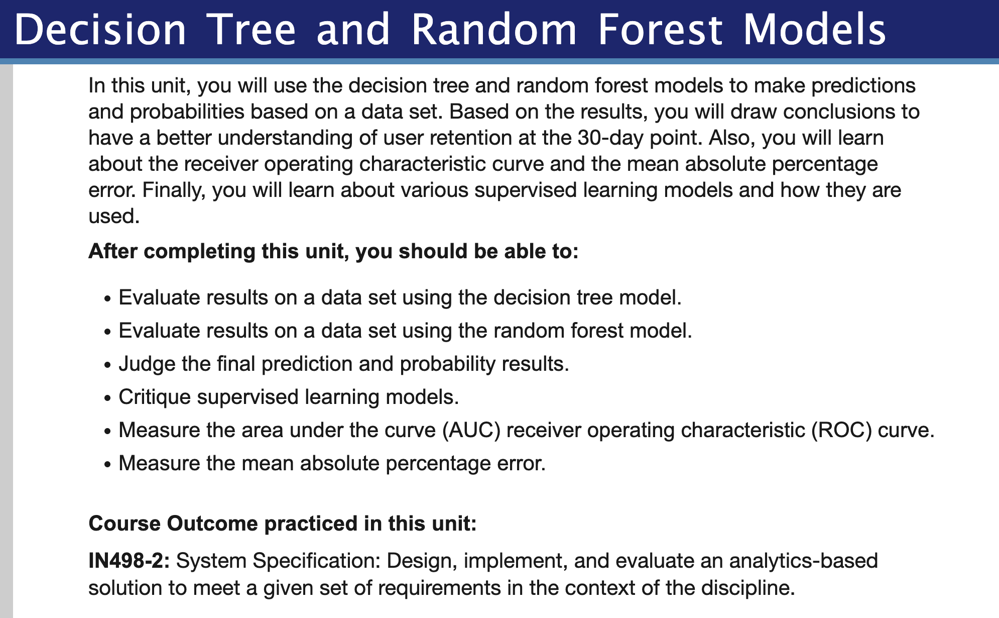 Decision Tree and Random Forest Models
In this unit, you will use the decision tree and random forest models to make predictions
and probabilities based on a data set. Based on the results, you will draw conclusions to
have a better understanding of user retention at the 30-day point. Also, you will learn
about the receiver operating characteristic curve and the mean absolute percentage
error. Finally, you will learn about various supervised learning models and how they are
used.
After completing this unit, you should be able to:
• Evaluate results on a data set using the decision tree model.
• Evaluate results on a data set using the random forest model.
• Judge the final prediction and probability results.
• Critique supervised learning models.
• Measure the area under the curve (AUC) receiver operating characteristic (ROC) curve.
• Measure the mean absolute percentage error.
Course Outcome practiced in this unit:
IN498-2: System Specification: Design, implement, and evaluate an analytics-based
solution to meet a given set of requirements in the context of the discipline.